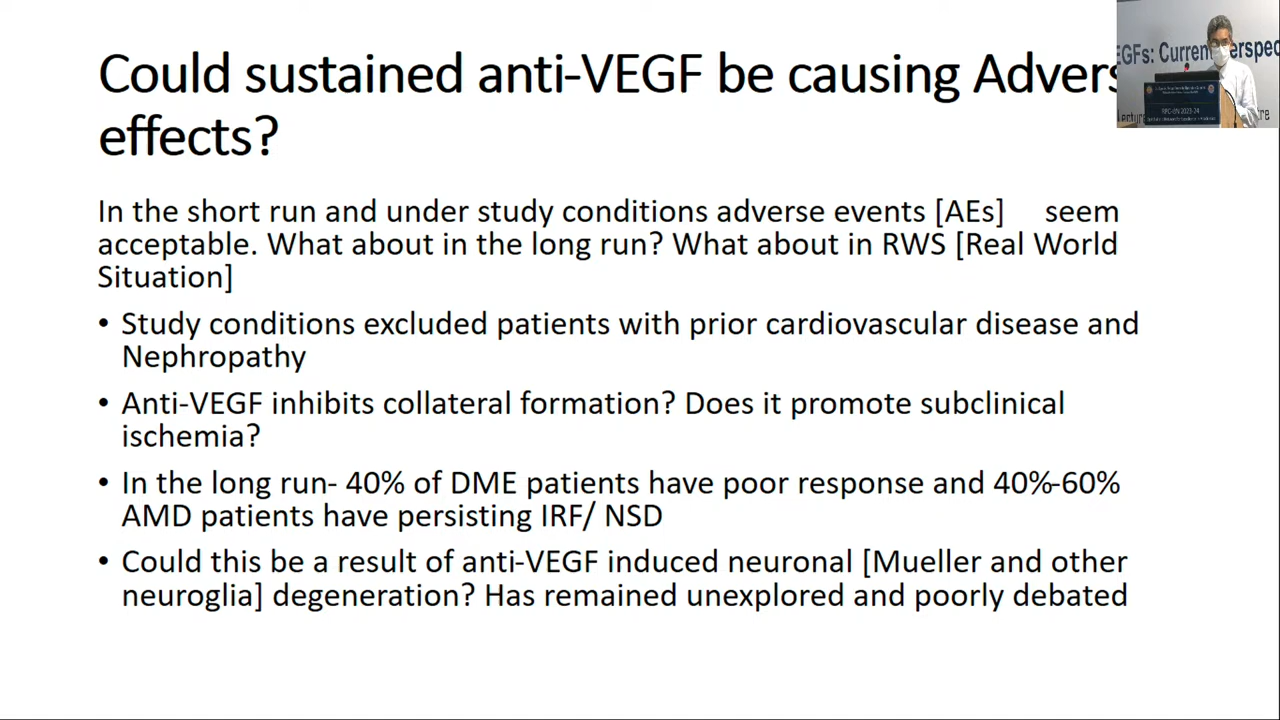 Could sustained anti-VEGF be causing Advers
effects?
In the short run and under study conditions adverse events [AEs] seem
acceptable. What about in the long run? What about in RWS [Real World
Situation]
• Study conditions excluded patients with prior cardiovascular disease and
Nephropathy
• Anti-VEGF inhibits collateral formation? Does it promote subclinical
ischemia?
• In the long run- 40% of DME patients have poor response and 40%-60%
AMD patients have persisting IRF/ NSD
• Could this be a result of anti-VEGF induced neuronal [Mueller and other
neuroglia] degeneration? Has remained unexplored and poorly debated
EGFs: Current erspec